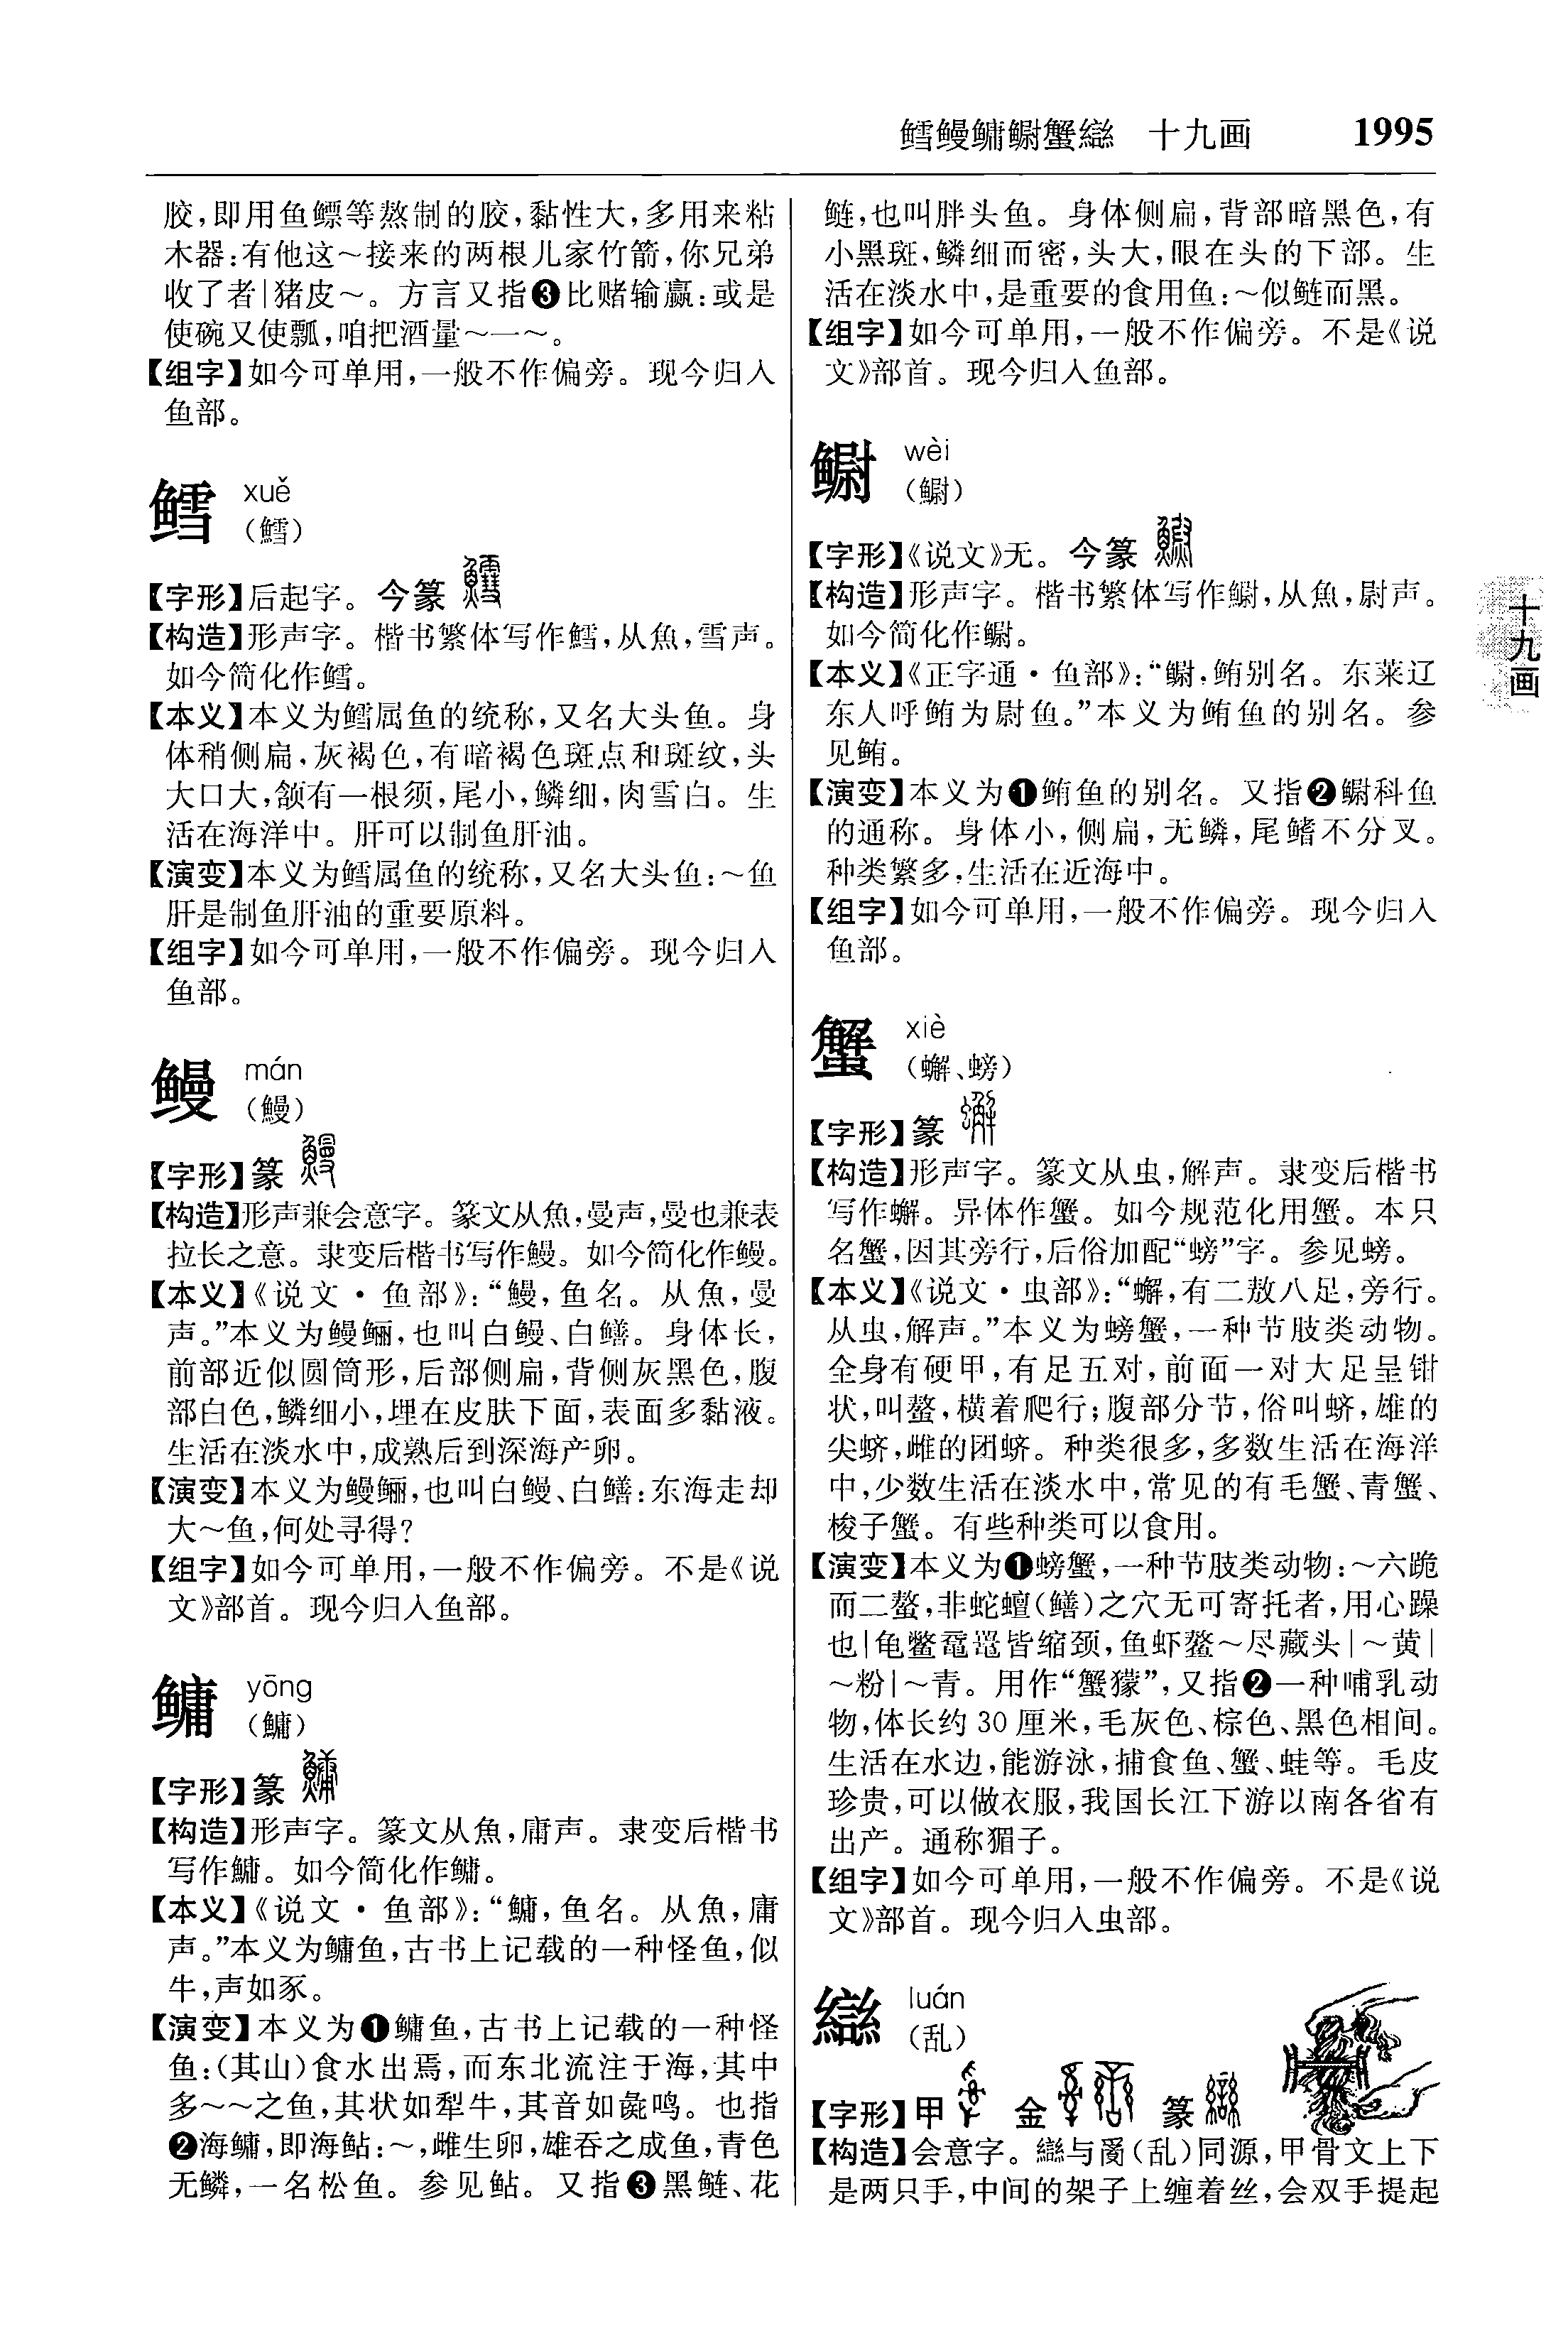 鳕鳗鳙鳚蟹䜌　十九画　1995
胶,即用鱼鳔等熬制的胶,黏性大,多用来粘
木器:有他这～接来的两根儿家竹箭,你兄弟
收了者|猪皮～。方言又指❸比赌输赢:或是
使碗又使瓢,咱把酒量～一～。
【组字】如今可单用,一般不作偏旁。现今归入
鱼部。
鳕 xuě
(鱈)
【字形】后起字。今篆
【构造】形声字。楷书繁体写作鱈,从魚,雪声。
如今简化作鳕。
【本义】本义为鳕属鱼的统称,又名大头鱼。身
体稍侧扁,灰褐色,有暗褐色斑点和斑纹,头
大口大,颔有一根须,尾小,鳞细,肉雪白。生
活在海洋中。肝可以制鱼肝油。
【演变】本义为鳕属鱼的统称,又名大头鱼:～鱼
肝是制鱼肝油的重要原料。
【组字】如今可单用,一般不作偏旁。现今归入
鱼部。
鳗 mán
(鰻)
【字形】篆
【构造】形声兼会意字。篆文从魚,曼声,曼也兼表
拉长之意。隶变后楷书写作鰻。如今简化作鳗。
【本义】《说文·鱼部》:“鰻,鱼名。从魚,曼
声。”本义为鳗鲡,也叫白鳗、白鳝。身体长,
前部近似圆筒形,后部侧扁,背侧灰黑色,腹
部白色,鳞细小,埋在皮肤下面,表面多黏液。
生活在淡水中,成熟后到深海产卵。
【演变】本义为鳗鲡,也叫白鳗、白鳝:东海走却
大～鱼,何处寻得?
【组字】如今可单用,一般不作偏旁。不是《说
文》部首。现今归入鱼部。
鳙 yōng
(鱅)
【字形】篆
【构造】形声字。篆文从魚,庸声。隶变后楷书
写作鱅。如今简化作鳙。
【本义】《说文·鱼部》:“鱅,鱼名。从魚,庸
声。”本义为鳙鱼,古书上记载的一种怪鱼,似
牛,声如豕。
【演变】本义为❶鳙鱼,古书上记载的一种怪
鱼:(其山)食水出焉,而东北流注于海,其中
多～～之鱼,其状如犁牛,其音如彘鸣。也指
❷海鳙,即海鲇:～,雌生卵,雄吞之成鱼,青色
无鳞,一名松鱼。参见鲇。又指❸黑鲢、花
鲢,也叫胖头鱼。身体侧扁,背部暗黑色,有
小黑斑,鳞细而密,头大,眼在头的下部。生
活在淡水中,是重要的食用鱼:～似鲢而黑。
【组字】如今可单用,一般不作偏旁。不是《说
文》部首。现今归入鱼部。
鳚 wèi
(䲁)
【字形】《说文》无。今篆
【构造】形声字。楷书繁体写作䲁,从魚,尉声。
如今简化作鳚。
【本义】《正字通·鱼部》:“䲁,鲔别名。东莱辽
东人呼鲔为尉鱼。”本义为鲔鱼的别名。参
见鲔。
【演变】本义为❶鲔鱼的别名。又指❷鳚科鱼
的通称。身体小,侧扁,无鳞,尾鳍不分叉。
种类繁多,生活在近海中。
【组字】如今可单用,一般不作偏旁。现今归入
鱼部。
蟹 xiè
(蠏、螃)
【字形】篆
【构造】形声字。篆文从虫,解声。隶变后楷书
写作蠏。异体作蟹。如今规范化用蟹。本只
名蟹,因其旁行,后俗加配“螃”字。参见螃。
【本义】《说文·虫部》:“蠏,有二敖八足,旁行。
从虫,解声。”本义为螃蟹,一种节肢类动物。
全身有硬甲,有足五对,前面一对大足呈钳
状,叫螯,横着爬行;腹部分节,俗叫蛴,雄的
尖蛴,雌的团蛴。种类很多,多数生活在海洋
中,少数生活在淡水中,常见的有毛蟹、青蟹、
梭子蟹。有些种类可以食用。
【演变】本义为❶螃蟹,一种节肢类动物:～六跪
而二螯,非蛇蟺(鳝)之穴无可寄托者,用心躁
也|龟鳖鼋鼍皆缩颈,鱼虾螯～尽藏头|～黄|
～粉|～青。用作“蟹獴”,又指❷一种哺乳动
物,体长约30厘米,毛灰色、棕色、黑色相间。
生活在水边,能游泳,捕食鱼、蟹、蛙等。毛皮
珍贵,可以做衣服,我国长江下游以南各省有
出产。通称猸子。
【组字】如今可单用,一般不作偏旁。不是《说
文》部首。现今归入虫部。
䜌 luán
(乱)
【字形】甲　金　篆
【构造】会意字。䜌与𤔔(乱)同源,甲骨文上下
是两只手,中间的架子上缠着丝,会双手提起
十九画